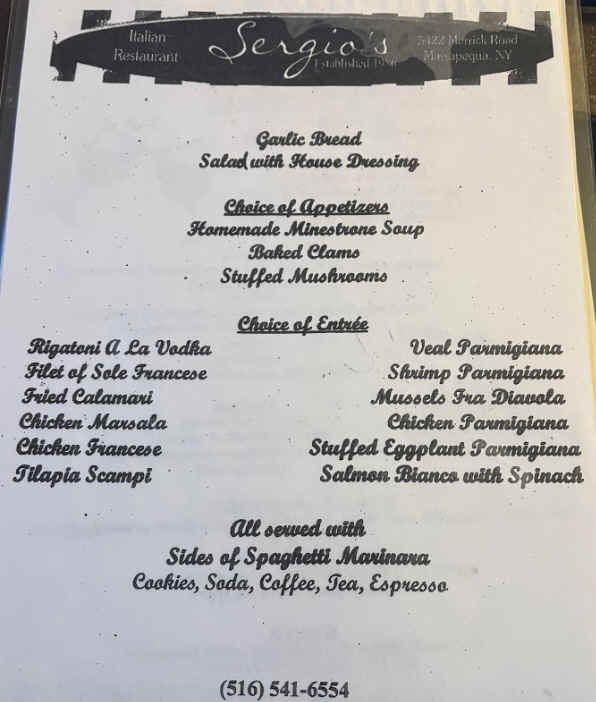 Italian
Restaurant
Sergio's
Established 1980
5422 Merrick Road
Massapequa, NY
Garlic Bread
Salad with House Dressing
Choice of Appetizers
Homemade Minestrone Soup
Baked Clams
Stuffed Mushrooms
Choice of Entrée
Rigatoni A La Vodka
Veal Parmigiana
Filet of Sole Francese
Shrimp Parmigiana
Fried Calamari
Mussels Fra Diavola
Chicken Marsala
Chicken Parmigiana
Chicken Francese
Stuffed Eggplant Parmigiana
Tilapia Scampi
Salmon Bianco with Spinach
All served with
Sides of Spaghetti Marinara
Cookies, Soda, Coffee, Tea, Espresso
(516) 541-6554